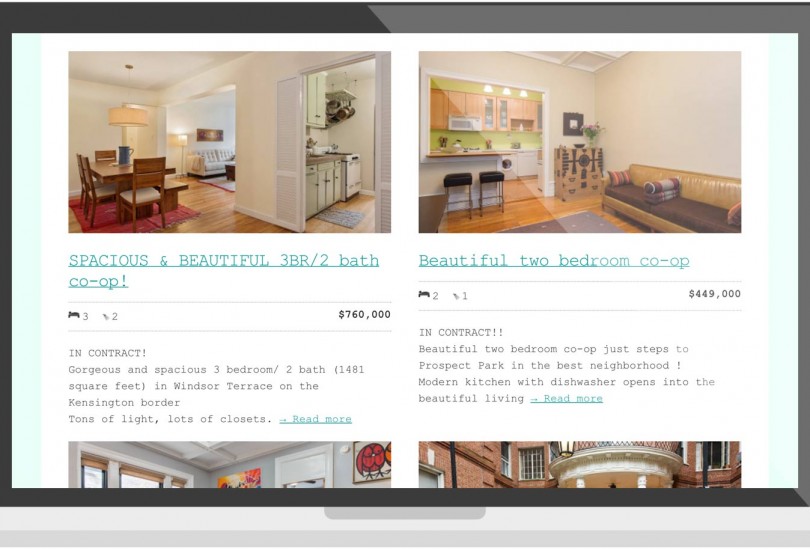 SPACIOUS & BEAUTIFUL 3BR/2 bath
co-op!
3 2 $760,000
IN CONTRACT!
Gorgeous and spacious 3 bedroom/ 2 bath (1481
square feet) in Windsor Terrace on the
Kensington border
Tons of light, lots of closets. → Read more
Beautiful two bedroom co-op
2 1 $449,000
IN CONTRACT!!
Beautiful two bedroom co-op just steps to
Prospect Park in the best neighborhood !
Modern kitchen with dishwasher opens into the
beautiful living → Read more